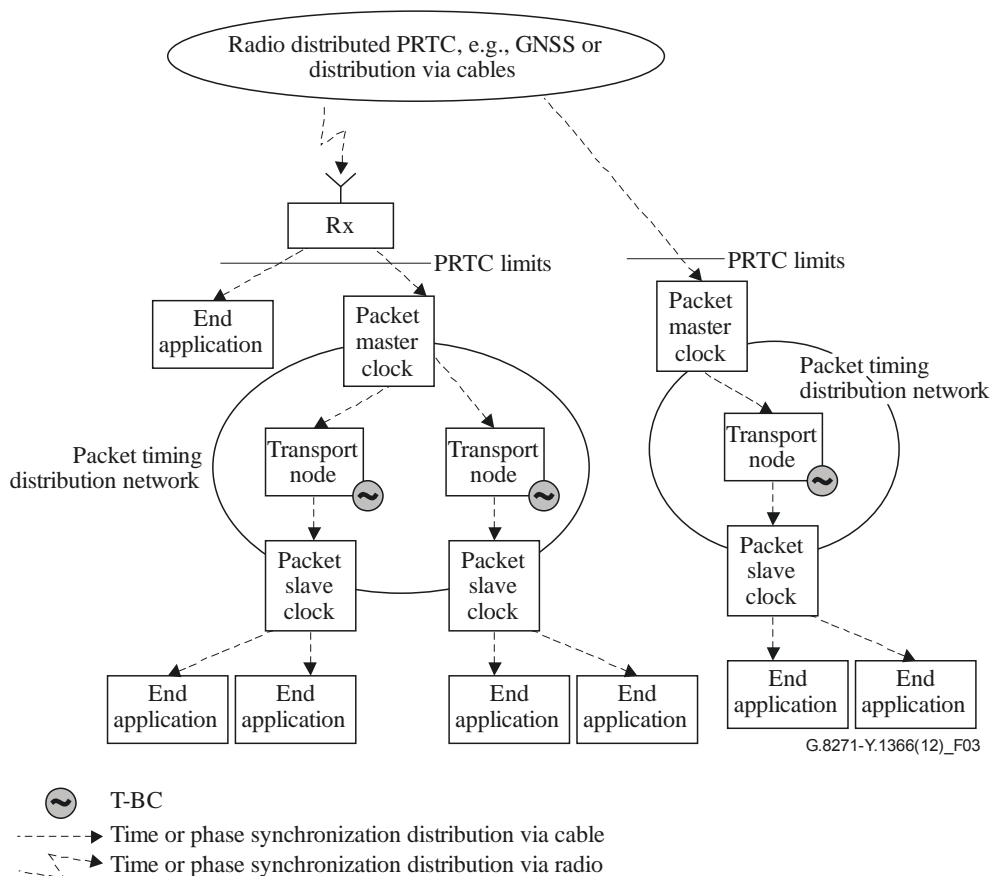 Radio distributed PRTC, e.g., GNSS or
distribution via cables
Rx
PRTC limits
PRTC limits
End
application
Packet
master
clock
Packet
master
clock
Packet timing
distribution network
Packet timing
distribution network
Transport
node
Transport
node
Transport
node
Packet
slave
clock
Packet
slave
clock
Packet
slave
clock
End
application
End
application
End
application
End
application
End
application
End
application
G.8271-Y.1366(12)_F03
T-BC
Time or phase synchronization distribution via cable
Time or phase synchronization distribution via radio